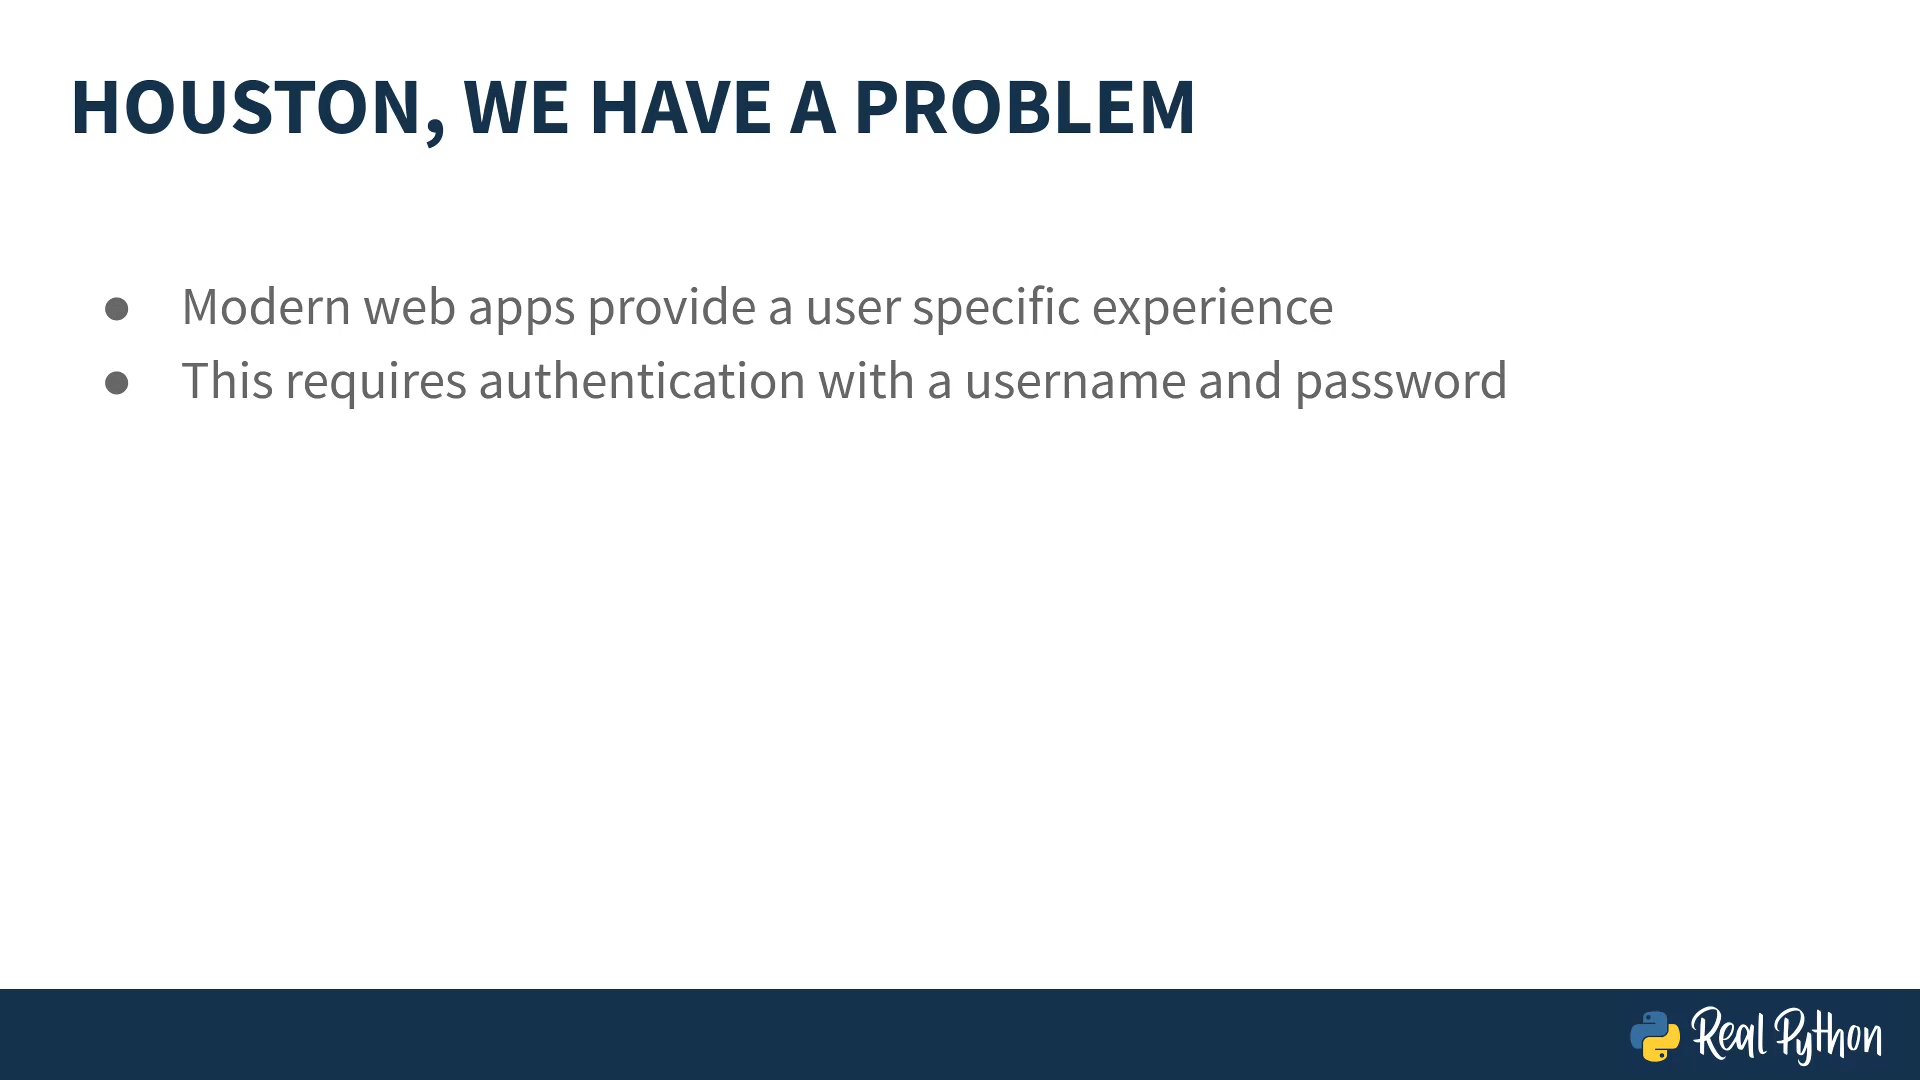 HOUSTON, WE HAVE A PROBLEM
● Modern web apps provide a user specific experience
● This requires authentication with a username and password
Real Python